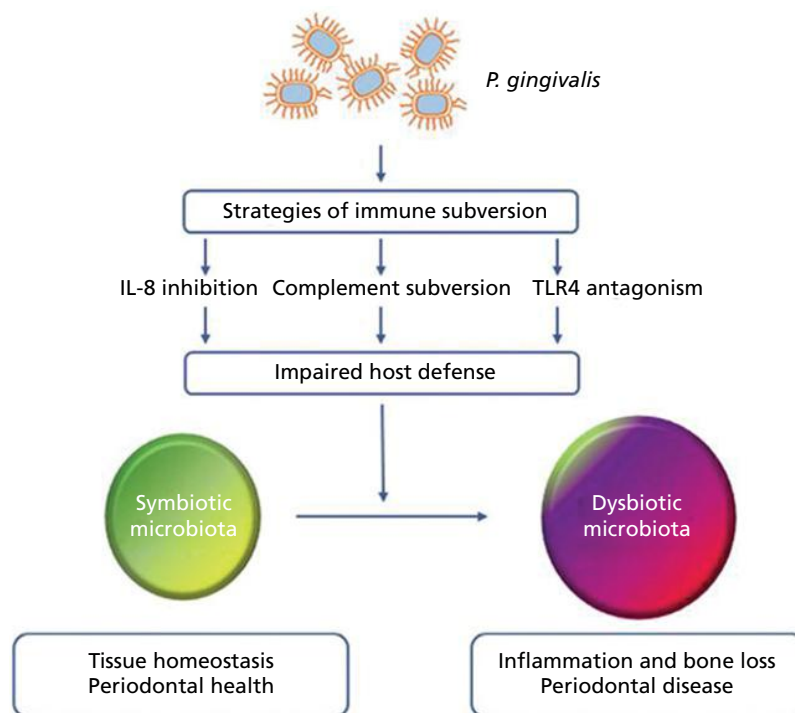 P. gingivalis
Strategies of immune subversion
IL-8 inhibition Complement subversion TLR4 antagonism
Impaired host defense
Symbiotic
microbiota
Dysbiotic
microbiota
Tissue homeostasis
Periodontal health
Inflammation and bone loss
Periodontal disease